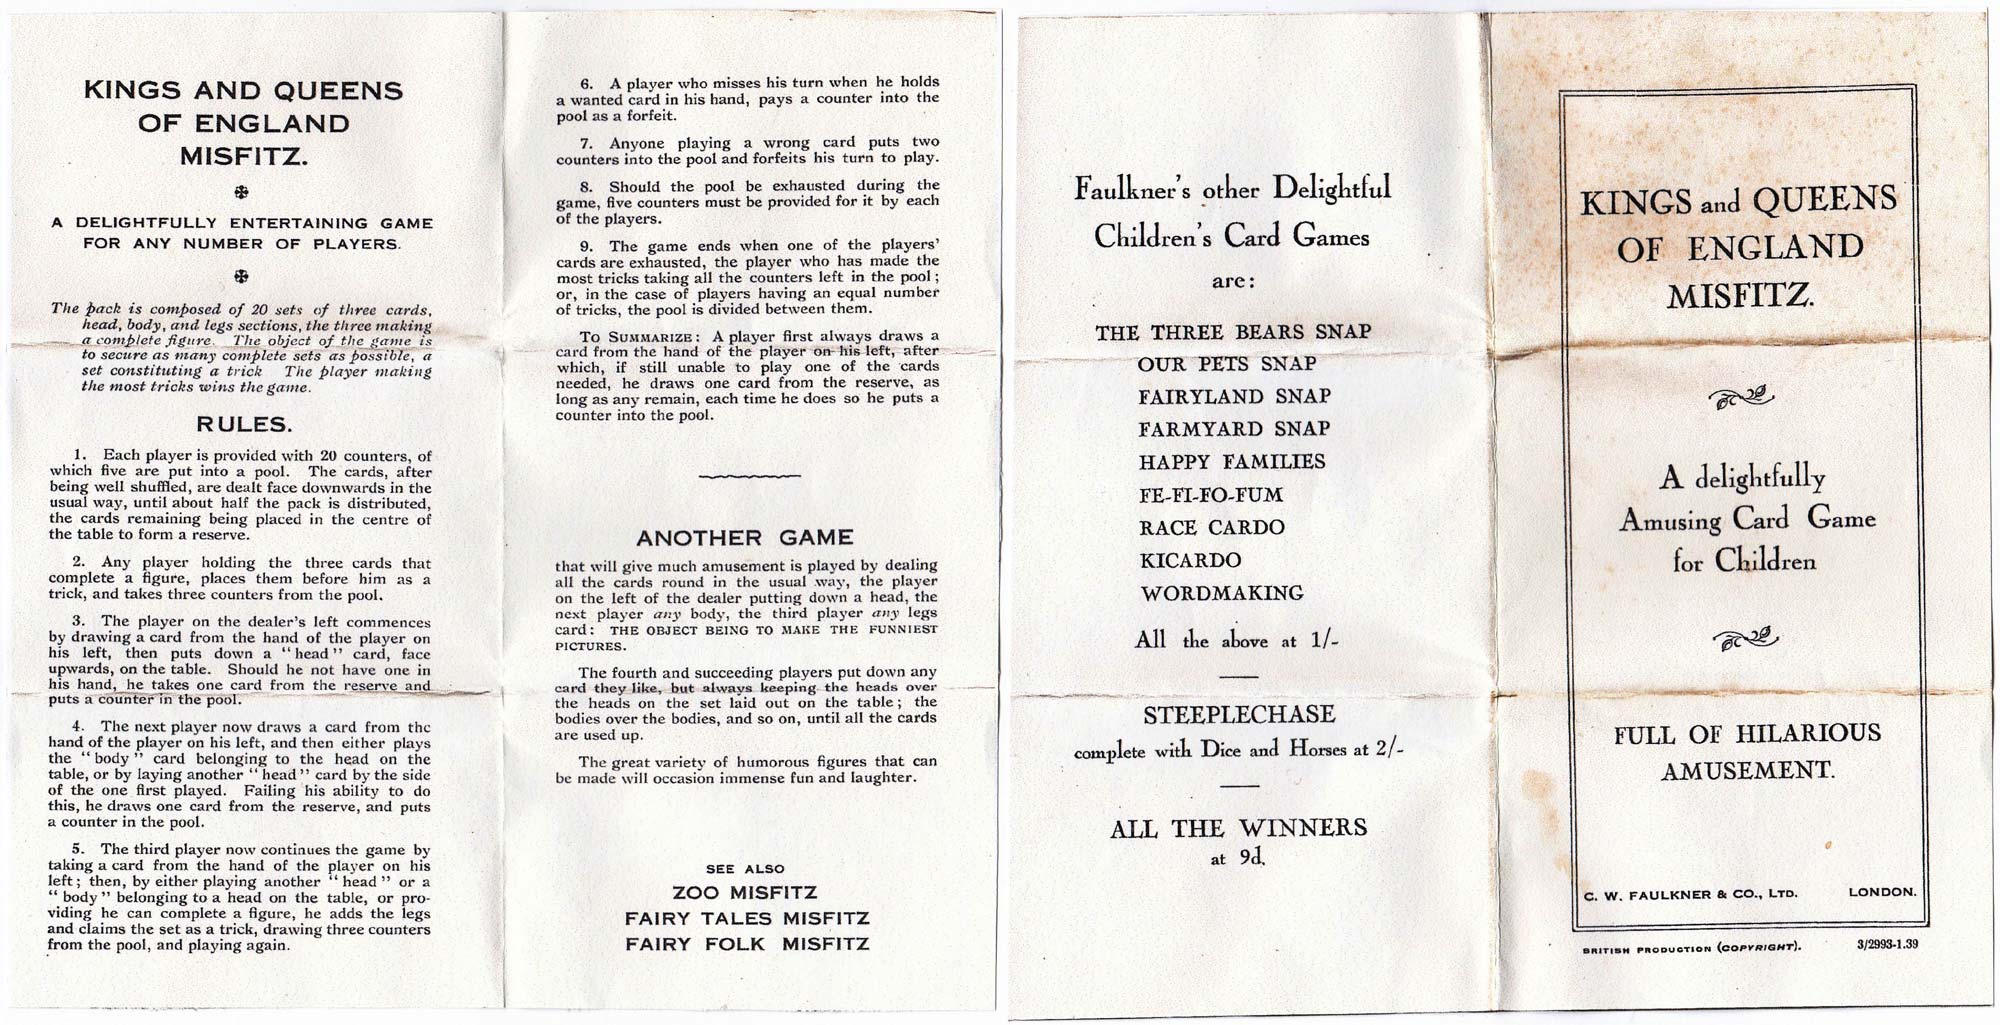 KINGS AND QUEENS
OF ENGLAND
MISFITZ.
A DELIGHTFULLY ENTERTAINING GAME
FOR ANY NUMBER OF PLAYERS.
The pack is composed of 20 sets of three cards,
head, body, and legs sections, the three making
a complete figure. The object of the game is
to secure as many complete sets as possible, a
set constituting a trick The player making
the most tricks wins the game.
RULES.
1. Each player is provided with 20 counters, of
which five are put into a pool. The cards, after
being well shuffled, are dealt face downwards in the
usual way, until about half the pack is distributed,
the cards remaining being placed in the centre of
the table to form a reserve.
2. Any player holding the three cards that
complete a figure, places them before him as a
trick, and takes three counters from the pool.
3. The player on the dealer's left commences
by drawing a card from the hand of the player on
his left, then puts down a "head" card, face
upwards, on the table. Should he not have one in
his hand, he takes one card from the reserve and
puts a counter in the pool.
4. The next player now draws a card from the
hand of the player on his left, and then either plays
the "body" card belonging to the head on the
table, or by laying another "head" card by the side
of the one first played. Failing his ability to do
this, he draws one card from the reserve, and puts
a counter in the pool.
5. The third player now continues the game by
taking a card from the hand of the player on his
left; then, by either playing another "head" or a
"body" belonging to a head on the table, or pro-
viding he can complete a figure, he adds the legs
and claims the set as a trick, drawing three counters
from the pool, and playing again.
6. A player who misses his turn when he holds
a wanted card in his hand, pays a counter into the
pool as a forfeit.
7. Anyone playing a wrong card puts two
counters into the pool and forfeits his turn to play.
8. Should the pool be exhausted during the
game, five counters must be provided for it by each
of the players.
9. The game ends when one of the players'
cards are exhausted, the player who has made the
most tricks taking all the counters left in the pool;
or, in the case of players having an equal number
of tricks, the pool is divided between them.
TO SUMMARIZE: A player first always draws a
card from the hand of the player on his left, after
which, if still unable to play one of the cards
needed, he draws one card from the reserve, as
long as any remain, each time he does so he puts a
counter into the pool.
ANOTHER GAME
that will give much amusement is played by dealing
all the cards round in the usual way, the player
on the left of the dealer putting down a head, the
next player any body, the third player any legs
card: THE OBJECT BEING TO MAKE THE FUNNIEST
PICTURES.
The fourth and succeeding players put down any
card they like, but always keeping the heads over
the heads on the set laid out on the table; the
bodies over the bodies, and so on, until all the cards
are used up.
The great variety of humorous figures that can
be made will occasion immense fun and laughter.
SEE ALSO
ZOO MISFITZ
FAIRY TALES MISFITZ
FAIRY FOLK MISFITZ
Faulkner's other Delightful
Children's Card Games
are:
THE THREE BEARS SNAP
OUR PETS SNAP
FAIRYLAND SNAP
FARMYARD SNAP
HAPPY FAMILIES
FE-FI-FO-FUM
RACE CARDO
KICARDO
WORDMAKING
All the above at 1/-
STEEPLECHASE
complete with Dice and Horses at 2/-
ALL THE WINNERS
at 9d.
KINGS and QUEENS
OF ENGLAND
MISFITZ.
A delightfully
Amusing Card Game
for Children
FULL OF HILARIOUS
AMUSEMENT.
C. W. FAULKNER & CO., LTD. LONDON.
BRITISH PRODUCTION (COPYRIGHT). 3/2993-1.39